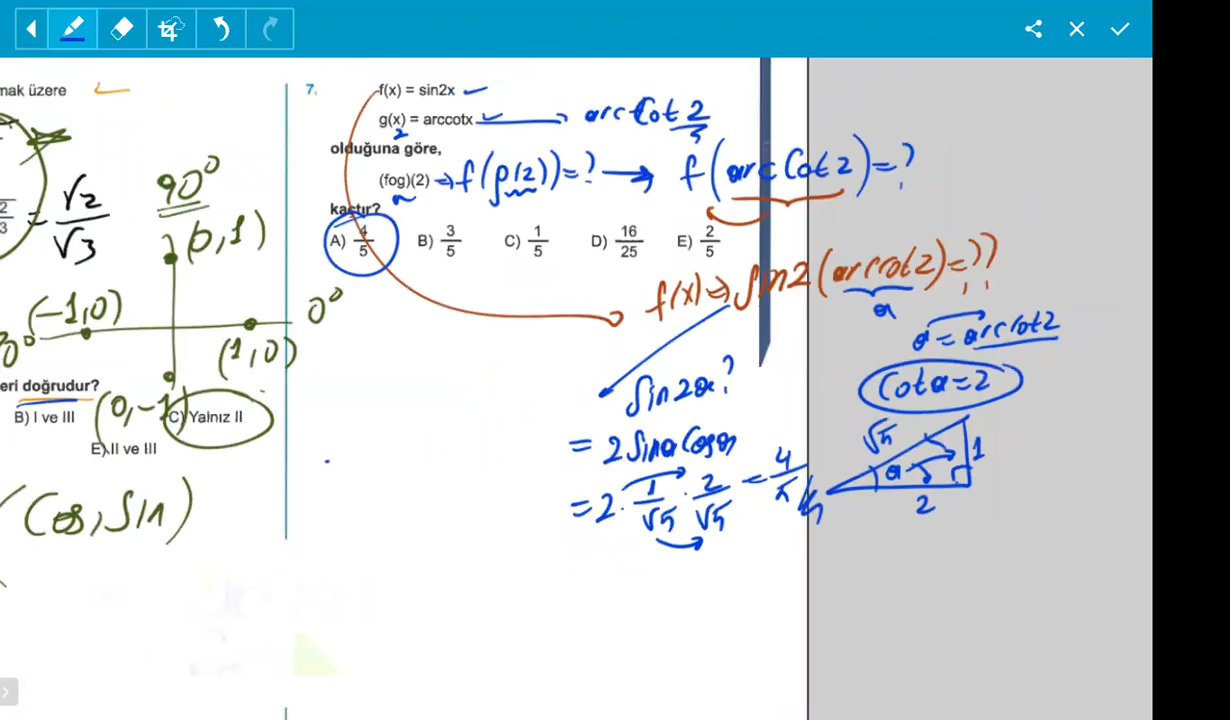 mak üzere
2/3 = √2/√3
90°
(0,1)
(-1,0)
0°
(1,0)
eri doğrudur?
B) I ve III
(0,-1)
C) Yalnız II
E) II ve III
(Cos, Sin)
7.
f(x) = sin2x
g(x) = arccotx → arcCot 2
2
olduğuna göre,
(fog)(2) ⇒ f(g(2)) = ? → f(arcCot2) = ?
kaçtır?
A) 4/5 B) 3/5 C) 1/5 D) 16/25 E) 2/5
f(x) ⇒ Sin2(arccot2) = ??
a
a = arccot2
Cota = 2
Sin2a?
= 2SinaCosa
= 2 · 1/√5 · 2/√5 = 4/5
√5
a
1
2